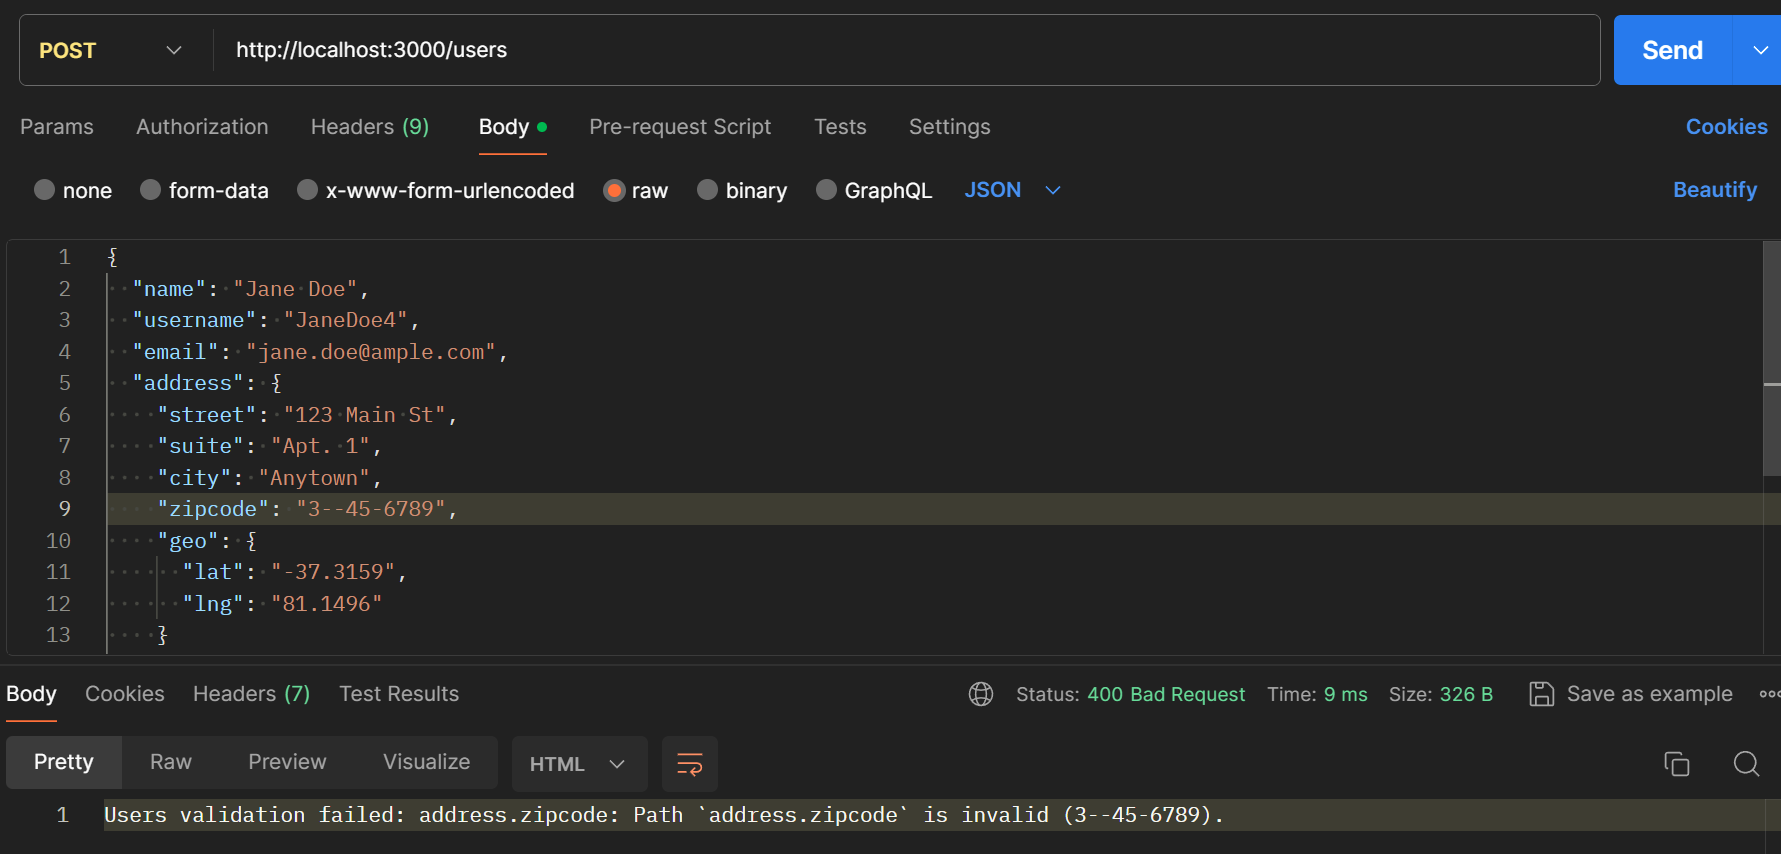 POST http://localhost:3000/users Send
Params Authorization Headers (9) Body Pre-request Script Tests Settings Cookies
none form-data x-www-form-urlencoded raw binary GraphQL JSON Beautify
1 {
2 "name": "Jane Doe",
3 "username": "JaneDoe4",
4 "email": "jane.doe@ample.com",
5 "address": {
6 "street": "123 Main St",
7 "suite": "Apt. 1",
8 "city": "Anytown",
9 "zipcode": "3--45-6789",
10 "geo": {
11 "lat": "-37.3159",
12 "lng": "81.1496"
13 }
Body Cookies Headers (7) Test Results Status: 400 Bad Request Time: 9 ms Size: 326 B Save as example
Pretty Raw Preview Visualize HTML
1 Users validation failed: address.zipcode: Path `address.zipcode` is invalid (3--45-6789).